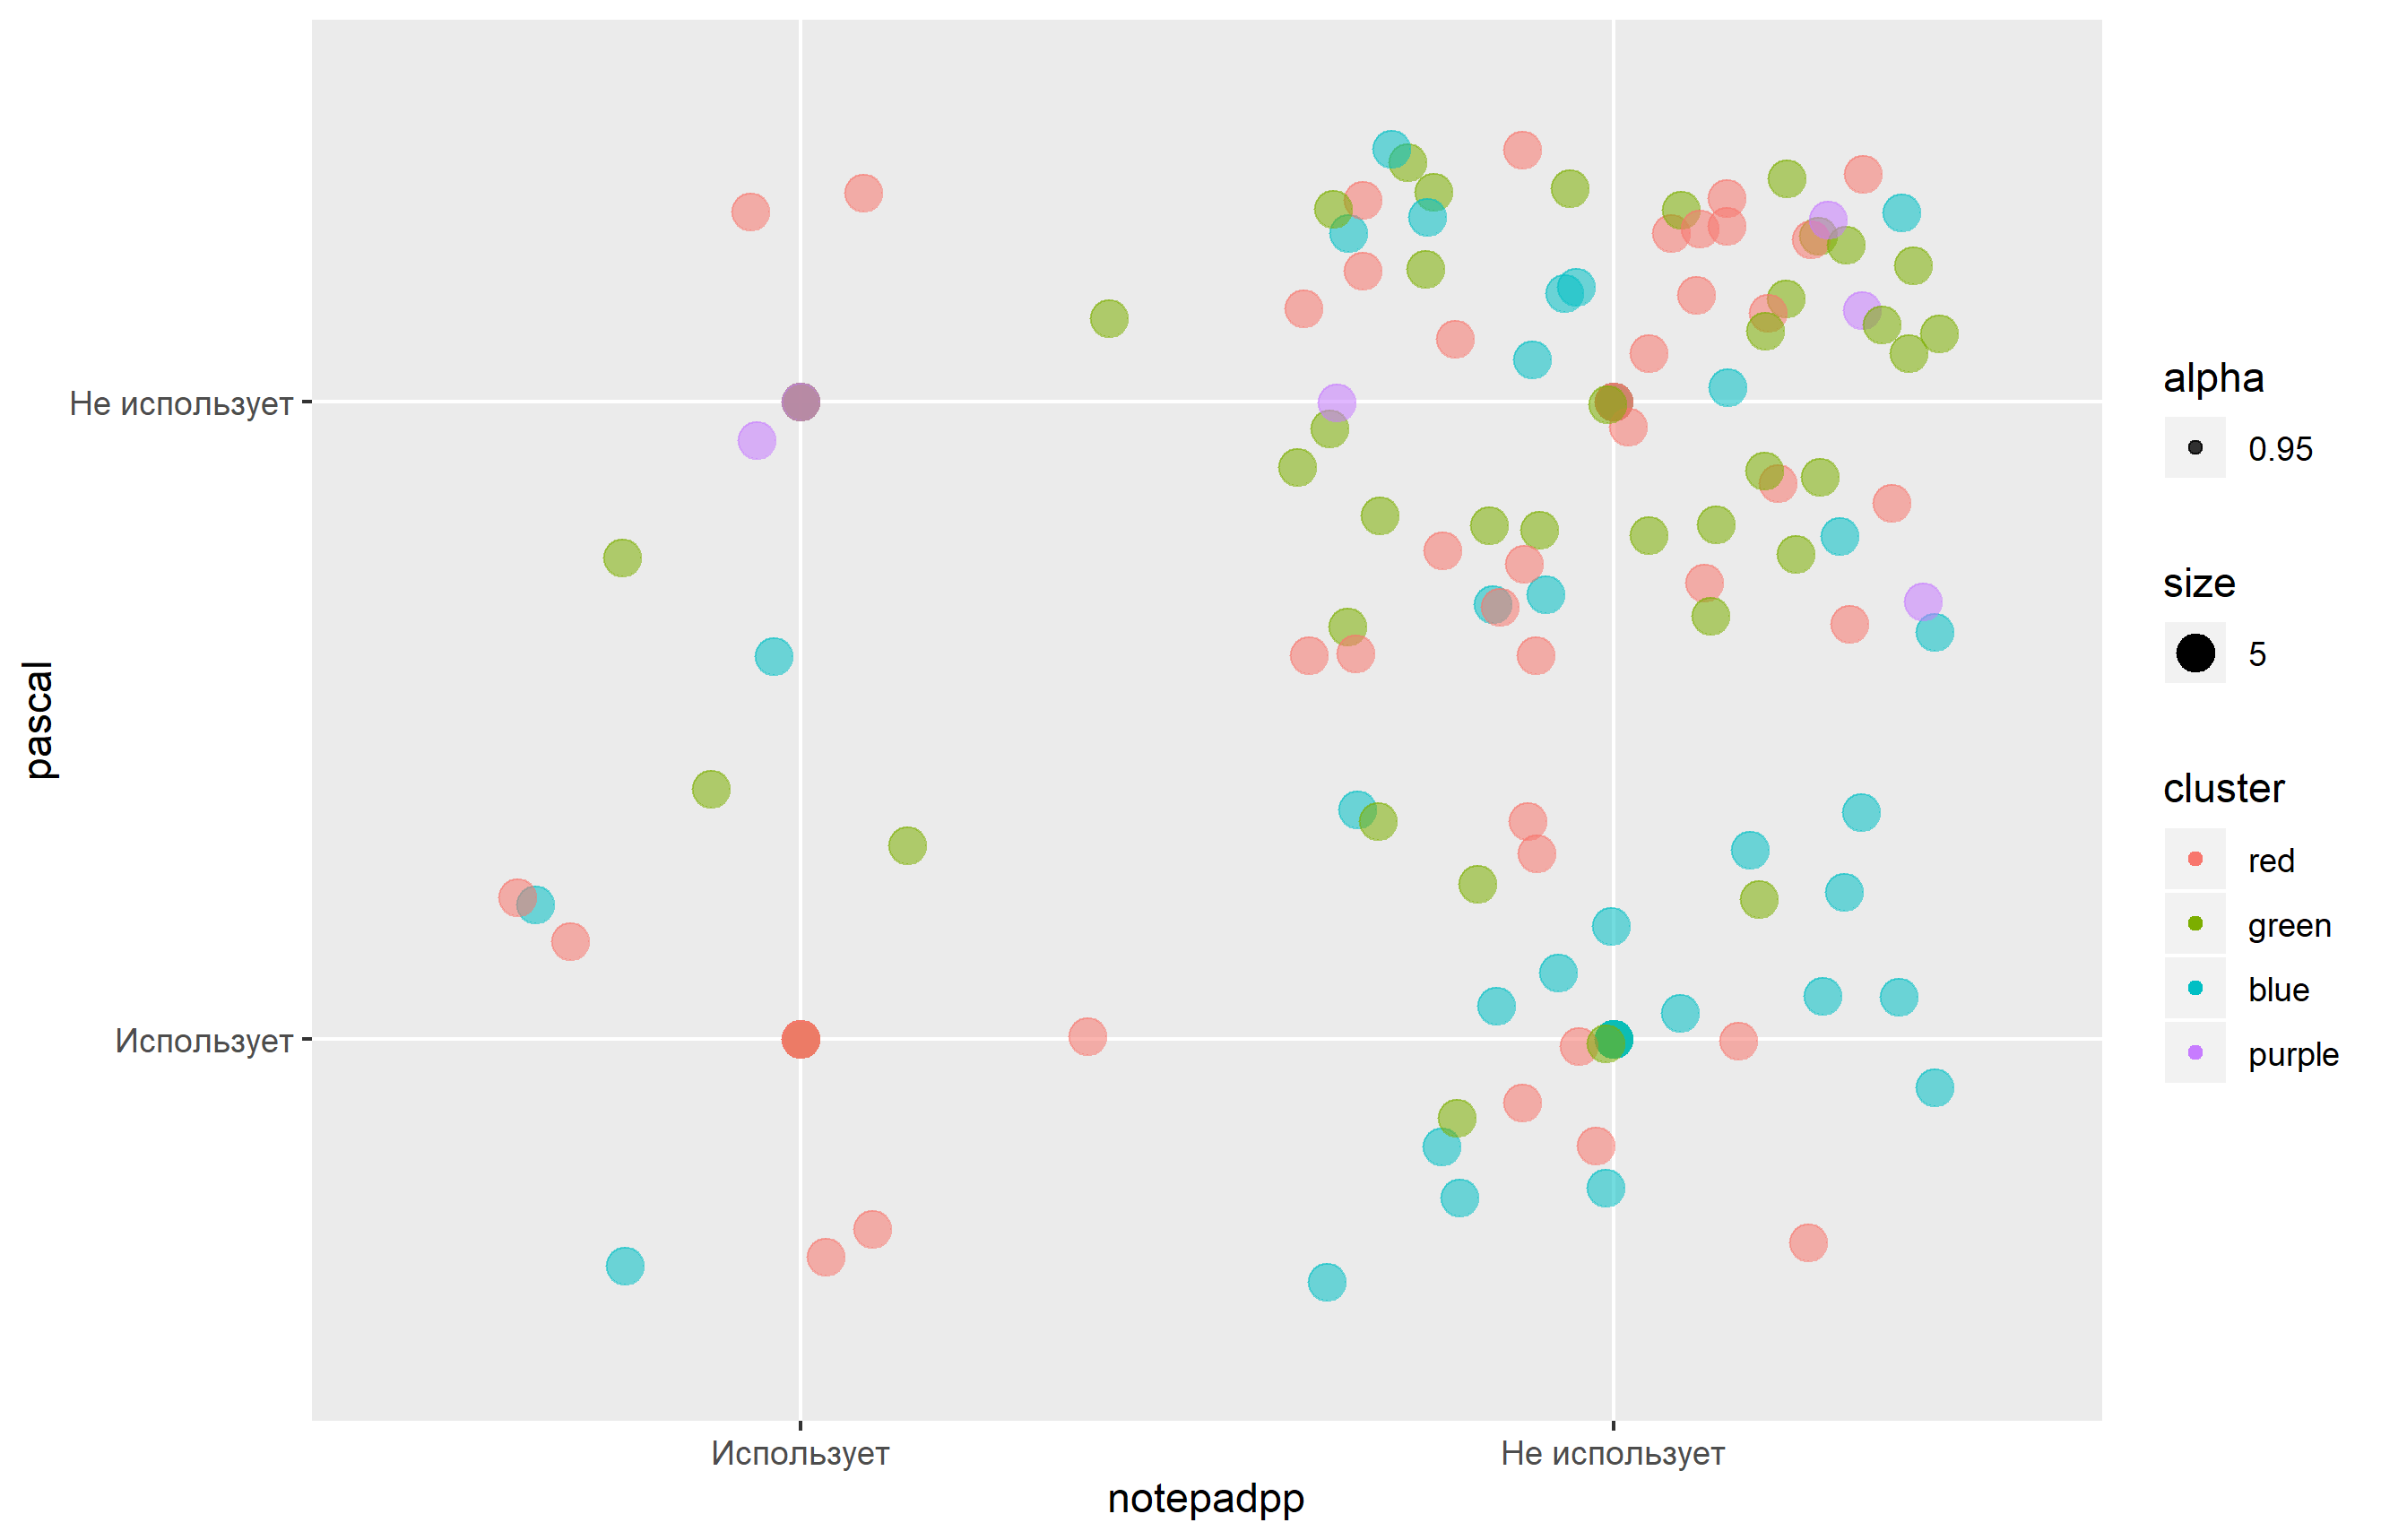 pascal
Не использует
Использует
Использует
Не использует
notepadpp
alpha
0.95
size
5
cluster
red
green
blue
purple